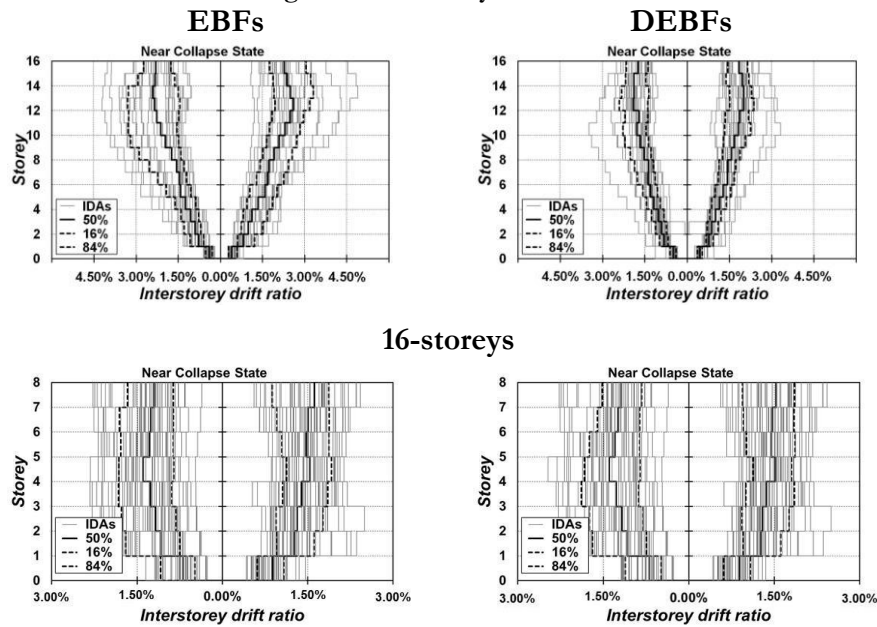 EBFs DEBFs
Near Collapse State Near Collapse State
16 16
14 14
12 12
10 10
8 8
6 6
4 4
2 2
0 0
Storey Storey
IDAs IDAs
50% 50%
16% 16%
84% 84%
4.50% 3.00% 1.50% 0.00% 1.50% 3.00% 4.50% 4.50% 3.00% 1.50% 0.00% 1.50% 3.00% 4.50%
Interstorey drift ratio Interstorey drift ratio
16-storeys
Near Collapse State Near Collapse State
8 8
7 7
6 6
5 5
4 4
3 3
2 2
1 1
0 0
Storey Storey
IDAs IDAs
50% 50%
16% 16%
84% 84%
3.00% 1.50% 0.00% 1.50% 3.00% 3.00% 1.50% 0.00% 1.50% 3.00%
Interstorey drift ratio Interstorey drift ratio